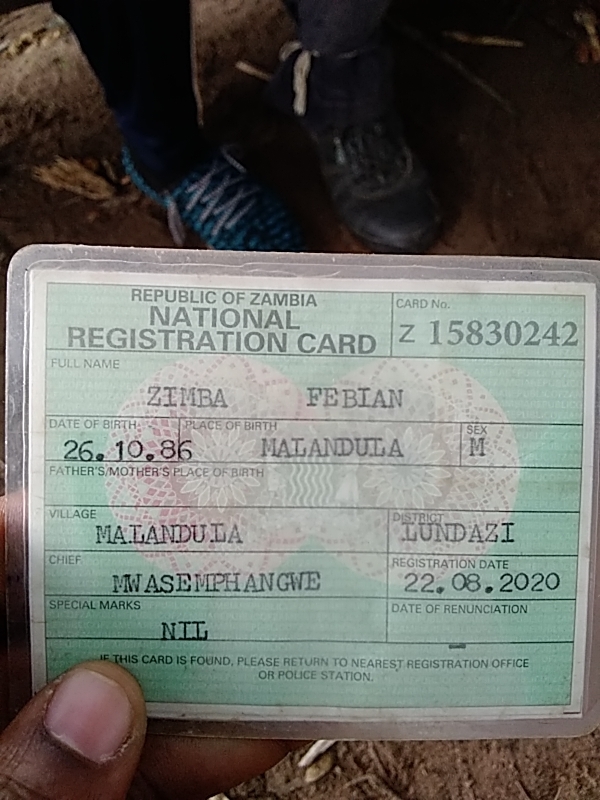 REPUBLIC OF ZAMBIA
NATIONAL
REGISTRATION CARD
CARD No.
Z 15830242
FULL NAME
ZIMBA FEBIAN
DATE OF BIRTH PLACE OF BIRTH SEX
26.10.86 MALANDULA M
FATHER'S/MOTHER'S PLACE OF BIRTH
VILLAGE DISTRICT
MALANDULA LUNDAZI
CHIEF REGISTRATION DATE
MWASEMPHANGWE 22.08.2020
SPECIAL MARKS DATE OF RENUNCIATION
NIL —
IF THIS CARD IS FOUND, PLEASE RETURN TO NEAREST REGISTRATION OFFICE
OR POLICE STATION.